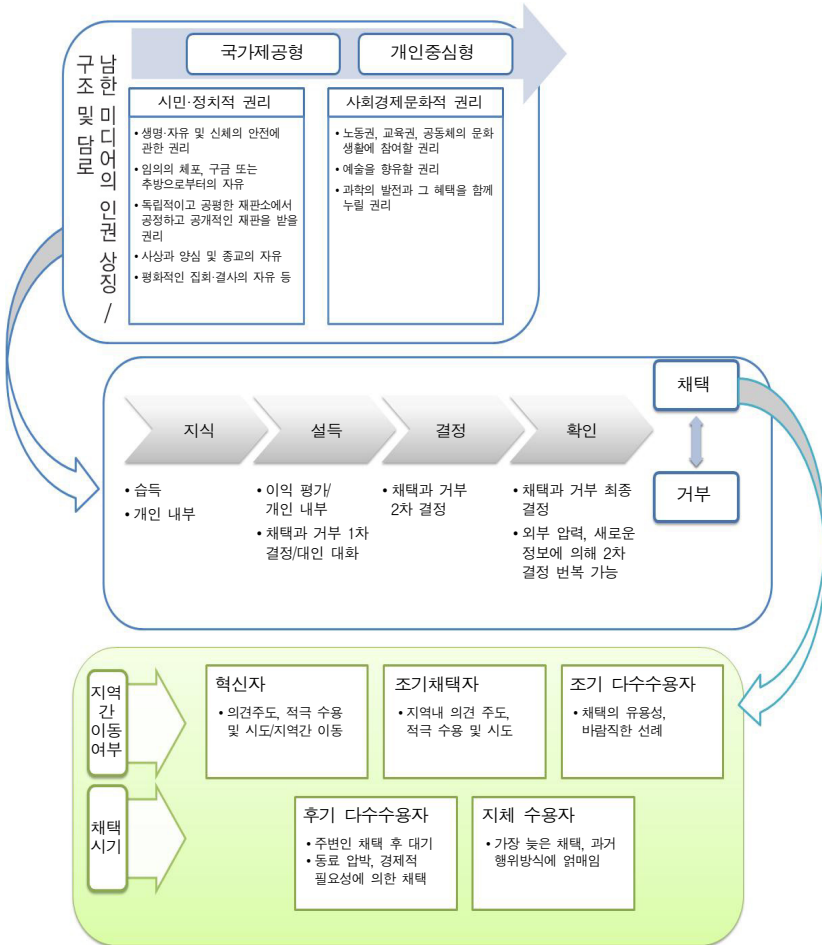 국가제공형
개인중심형
남한 미디어의 인권 상징 /
구조 및 담로
시민·정치적 권리
• 생명·자유 및 신체의 안전에
관한 권리
• 임의의 체포, 구금 또는
추방으로부터의 자유
• 독립적이고 공평한 재판소에서
공정하고 공개적인 재판을 받을
권리
• 사상과 양심 및 종교의 자유
• 평화적인 집회·결사의 자유 등
사회경제문화적 권리
• 노동권, 교육권, 공동체의 문화
생활에 참여할 권리
• 예술을 향유할 권리
• 과학의 발전과 그 혜택을 함께
누릴 권리
지식
설득
결정
확인
채택
거부
• 습득
• 개인 내부
• 이익 평가/
개인 내부
• 채택과 거부 1차
결정/대인 대화
• 채택과 거부
2차 결정
• 채택과 거부 최종
결정
• 외부 압력, 새로운
정보에 의해 2차
결정 번복 가능
지역
간
이동
여부
혁신자
• 의견주도, 적극 수용
및 시도/지역간 이동
조기채택자
• 지역내 의견 주도,
적극 수용 및 시도
조기 다수수용자
• 채택의 유용성,
바람직한 선례
채택
시기
후기 다수수용자
• 주변인 채택 후 대기
• 동료 압박, 경제적
필요성에 의한 채택
지체 수용자
• 가장 늦은 채택, 과거
행위방식에 얽매임